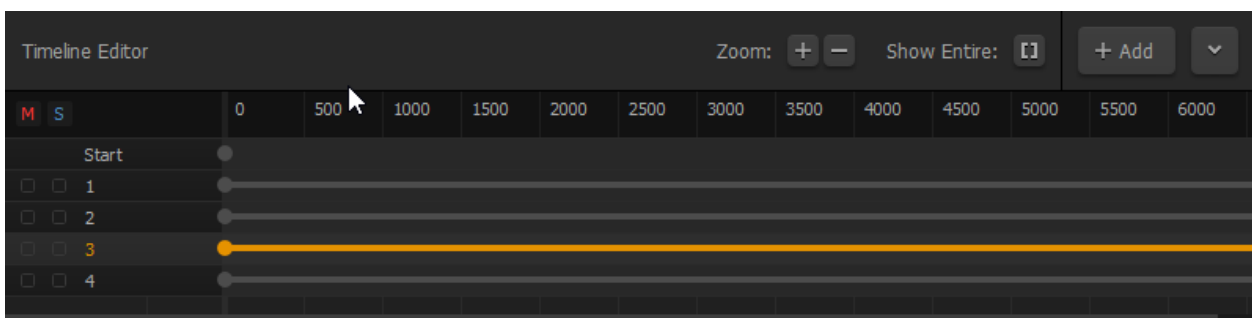 Timeline Editor Zoom: + − Show Entire: [] + Add
M S 0 500 1000 1500 2000 2500 3000 3500 4000 4500 5000 5500 6000
Start
1
2
3
4